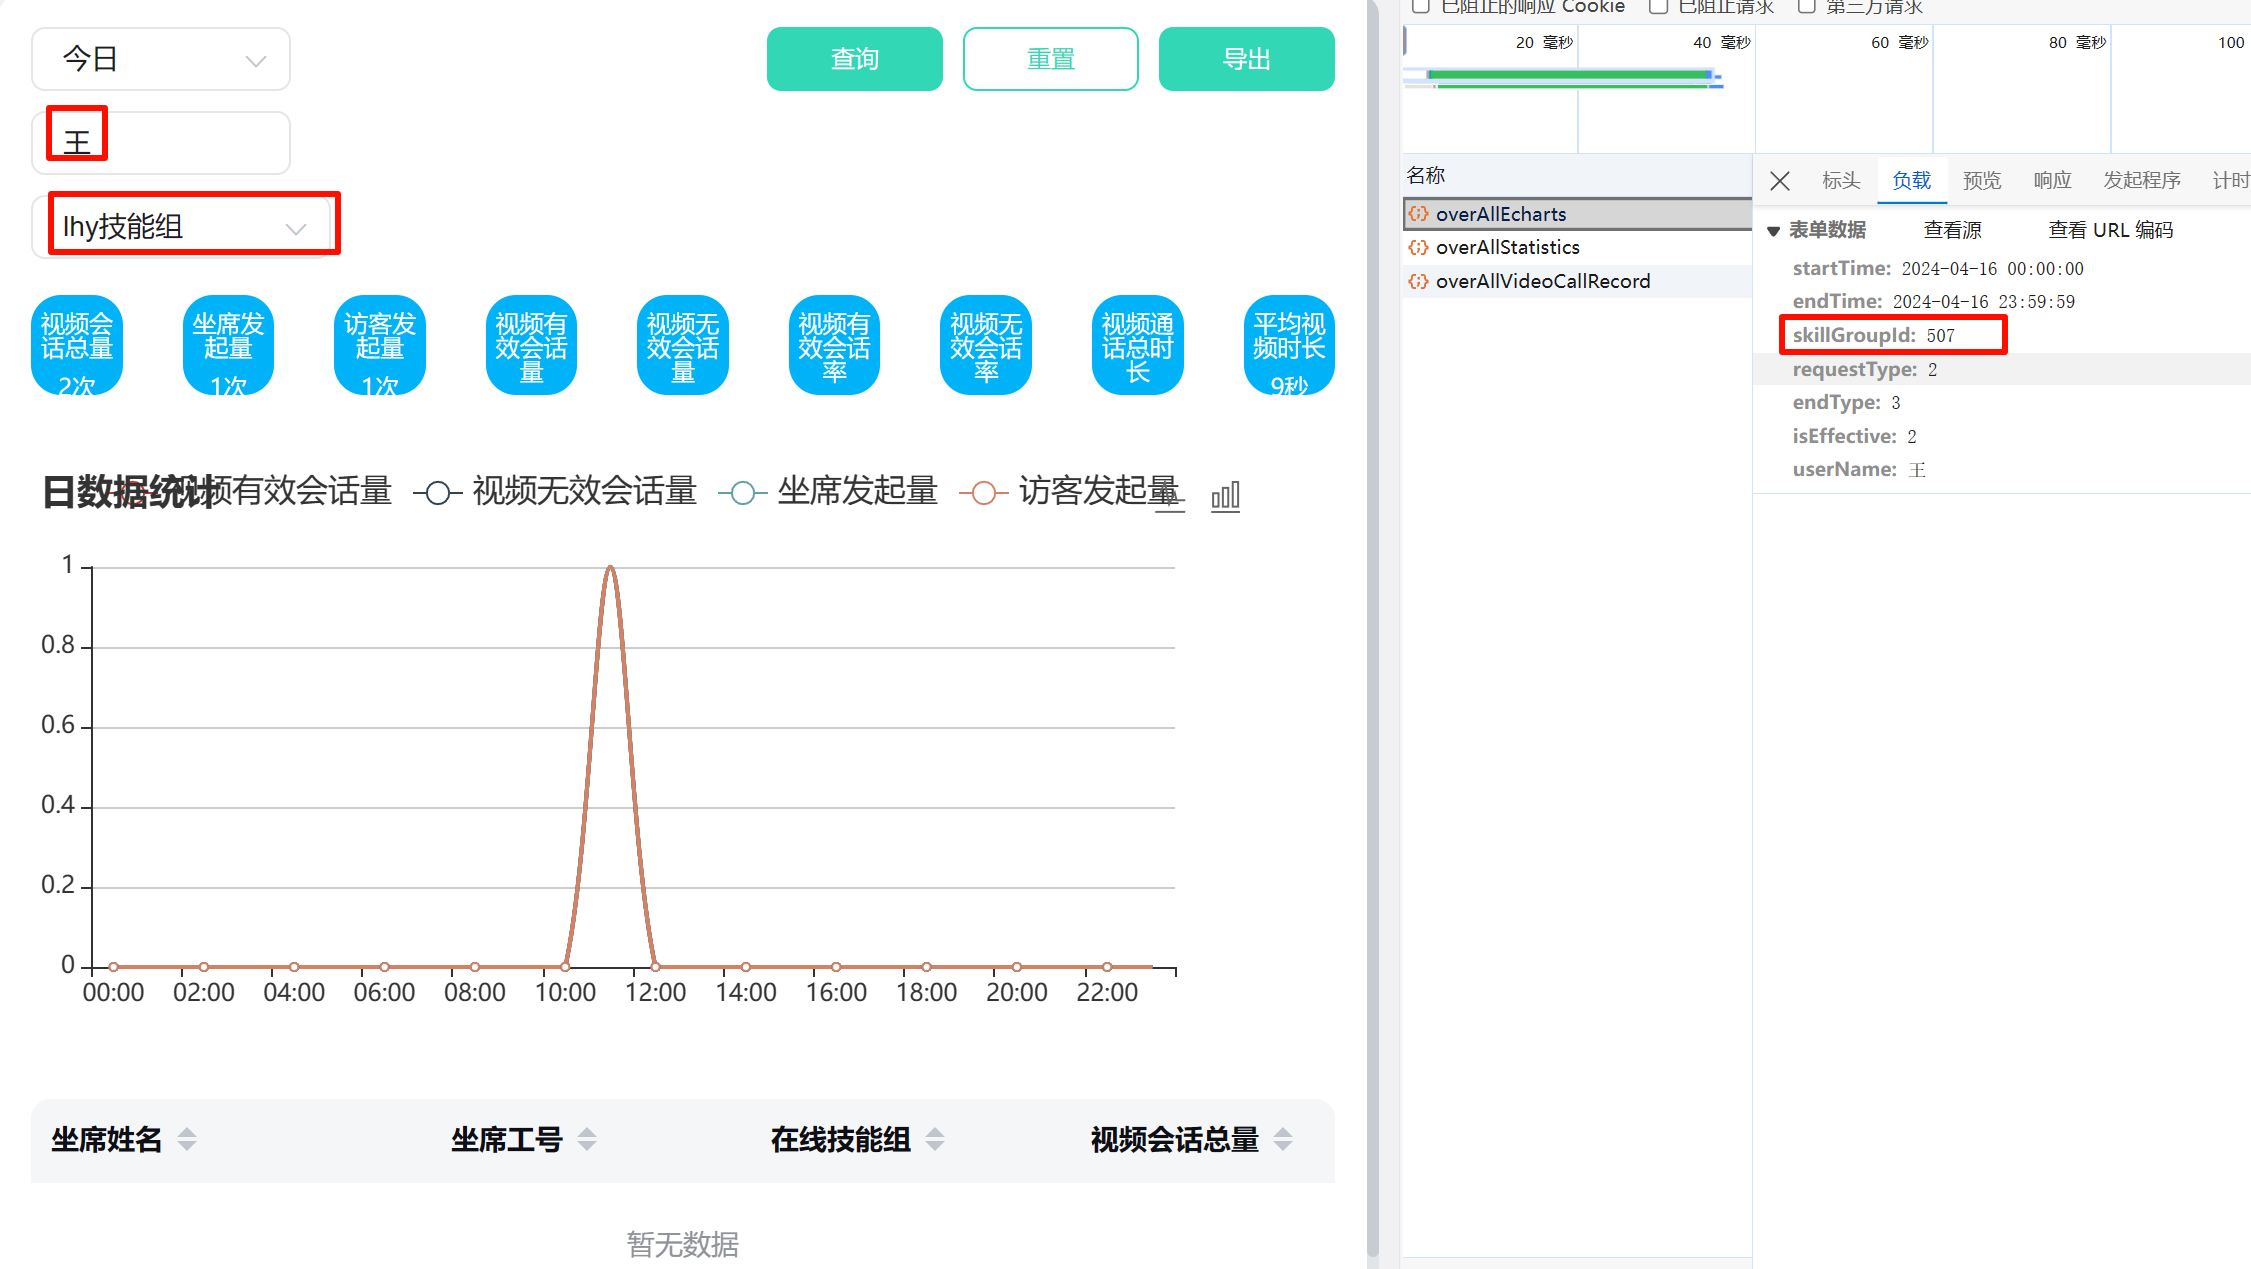 今日
查询
重置
导出
王
lhy技能组
视频会话总量
2次
坐席发起量
1次
访客发起量
1次
视频有效会话量
视频无效会话量
视频有效会话率
视频无效会话率
视频通话总时长
平均视频时长
9秒
日数据统计
视频有效会话量
视频无效会话量
坐席发起量
访客发起量
1
0.8
0.6
0.4
0.2
0
00:00 02:00 04:00 06:00 08:00 10:00 12:00 14:00 16:00 18:00 20:00 22:00
坐席姓名 坐席工号 在线技能组 视频会话总量
暂无数据
已阻止的响应 Cookie 已阻止请求 第三方请求
20 毫秒 40 毫秒 60 毫秒 80 毫秒 100
名称
overAllEcharts
overAllStatistics
overAllVideoCallRecord
标头 负载 预览 响应 发起程序 计时
表单数据 查看源 查看 URL 编码
startTime: 2024-04-16 00:00:00
endTime: 2024-04-16 23:59:59
skillGroupId: 507
requestType: 2
endType: 3
isEffective: 2
userName: 王